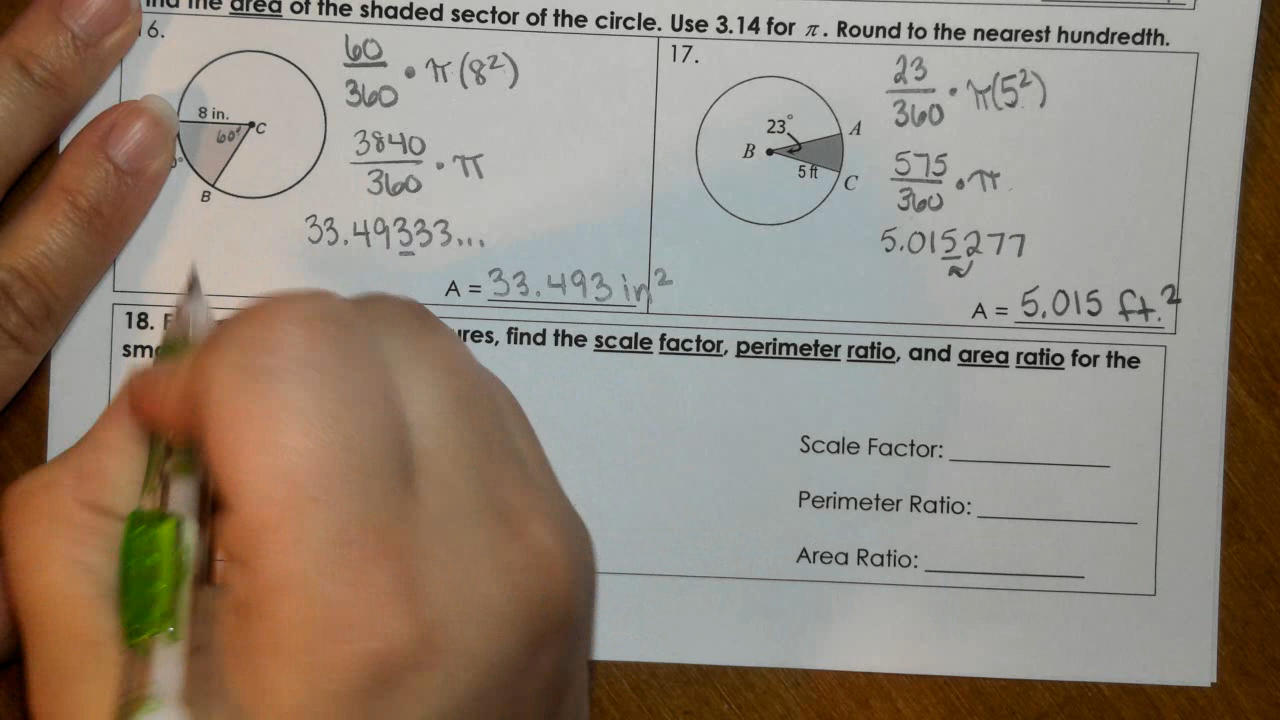 the area of the shaded sector of the circle. Use 3.14 for π. Round to the nearest hundredth.
6.
8 in.
60°
C
B
60/360 • π(8²)
3840/360 • π
33.49333...
A = 33.493 in²
17.
23°
A
B
5 ft
C
23/360 • π(5²)
575/360 • π
5.015277
A = 5.015 ft.²
18.
find the scale factor, perimeter ratio, and area ratio for the
Scale Factor:
Perimeter Ratio:
Area Ratio: